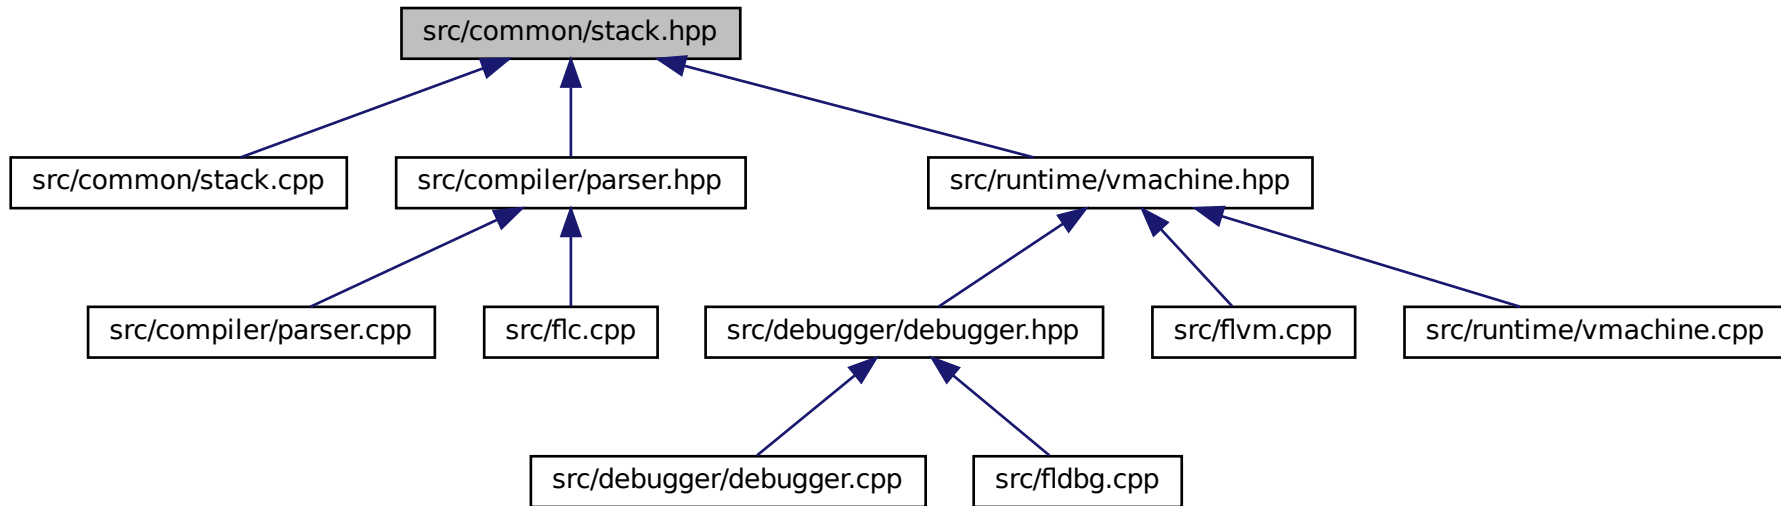 src/common/stack.hpp
src/common/stack.cpp
src/compiler/parser.hpp
src/runtime/vmachine.hpp
src/compiler/parser.cpp
src/flc.cpp
src/debugger/debugger.hpp
src/flvm.cpp
src/runtime/vmachine.cpp
src/debugger/debugger.cpp
src/fldbg.cpp